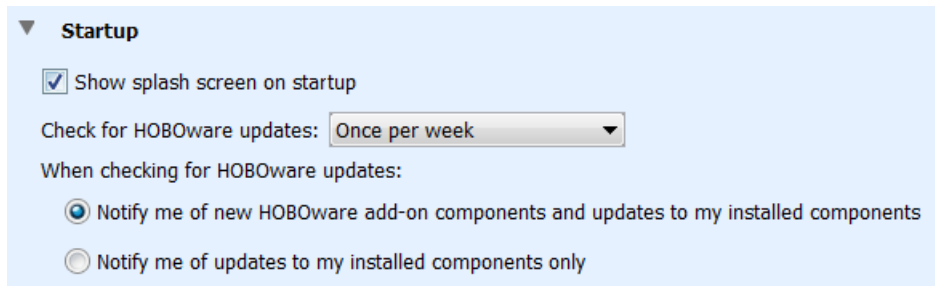 Startup
Show splash screen on startup
Check for HOBOware updates: Once per week
When checking for HOBOware updates:
Notify me of new HOBOware add-on components and updates to my installed components
Notify me of updates to my installed components only